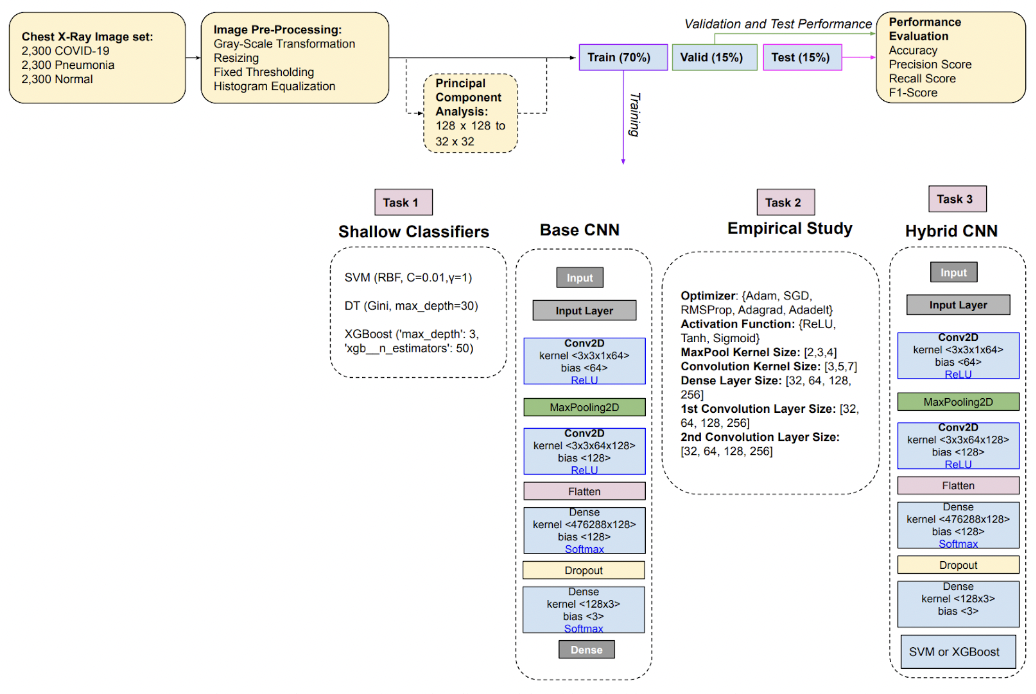 Chest X-Ray Image set:
2,300 COVID-19
2,300 Pneumonia
2,300 Normal
Image Pre-Processing:
Gray-Scale Transformation
Resizing
Fixed Thresholding
Histogram Equalization
Principal
Component
Analysis:
128 x 128 to
32 x 32
Train (70%)
Valid (15%)
Test (15%)
Validation and Test Performance
Performance
Evaluation
Accuracy
Precision Score
Recall Score
F1-Score
Training
Task 1
Shallow Classifiers
SVM (RBF, C=0.01,γ=1)
DT (Gini, max_depth=30)
XGBoost ('max_depth': 3,
'xgb__n_estimators': 50)
Base CNN
Input
Input Layer
Conv2D
kernel <3x3x1x64>
bias <64>
ReLU
MaxPooling2D
Conv2D
kernel <3x3x64x128>
bias <128>
ReLU
Flatten
Dense
kernel <476288x128>
bias <128>
Softmax
Dropout
Dense
kernel <128x3>
bias <3>
Softmax
Dense
Task 2
Empirical Study
Optimizer: {Adam, SGD,
RMSProp, Adagrad, Adadelt}
Activation Function: {ReLU,
Tanh, Sigmoid}
MaxPool Kernel Size: [2,3,4]
Convolution Kernel Size: [3,5,7]
Dense Layer Size: [32, 64, 128,
256]
1st Convolution Layer Size: [32,
64, 128, 256]
2nd Convolution Layer Size:
[32, 64, 128, 256]
Task 3
Hybrid CNN
Input
Input Layer
Conv2D
kernel <3x3x1x64>
bias <64>
ReLU
MaxPooling2D
Conv2D
kernel <3x3x64x128>
bias <128>
ReLU
Flatten
Dense
kernel <476288x128>
bias <128>
Softmax
Dropout
Dense
kernel <128x3>
bias <3>
SVM or XGBoost